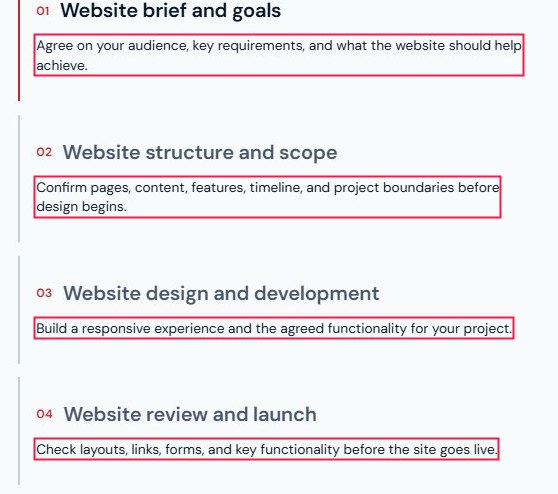 01 Website brief and goals
Agree on your audience, key requirements, and what the website should help
achieve.
02 Website structure and scope
Confirm pages, content, features, timeline, and project boundaries before
design begins.
03 Website design and development
Build a responsive experience and the agreed functionality for your project.
04 Website review and launch
Check layouts, links, forms, and key functionality before the site goes live.